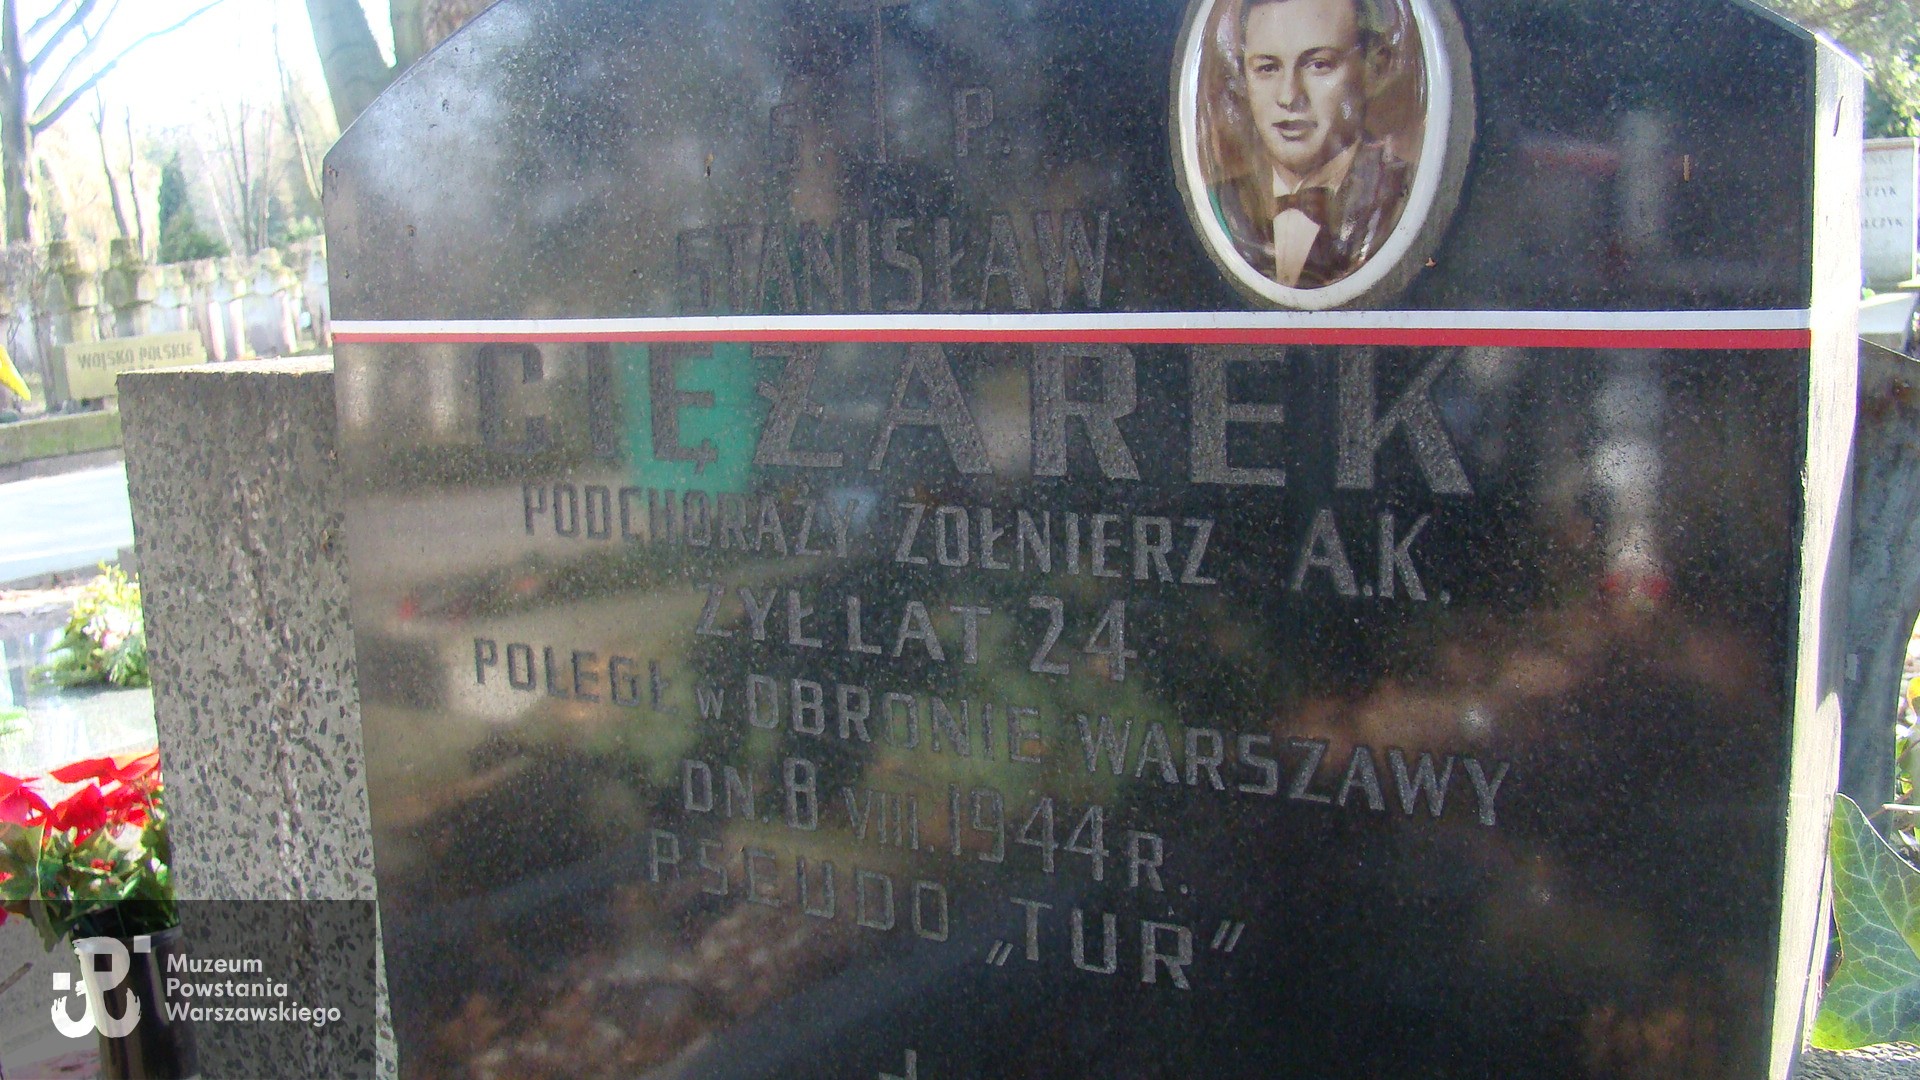 Ś. P.
STANISŁAW
CIĘŻAREK
PODCHORĄŻY ŻOŁNIERZ A.K.
ŻYŁ LAT 24
POLEGŁ W OBRONIE WARSZAWY
DN. 8 VIII. 1944 R.
PSEUDO „TUR”
WOJSKO POLSKIE
Muzeum
Powstania
Warszawskiego